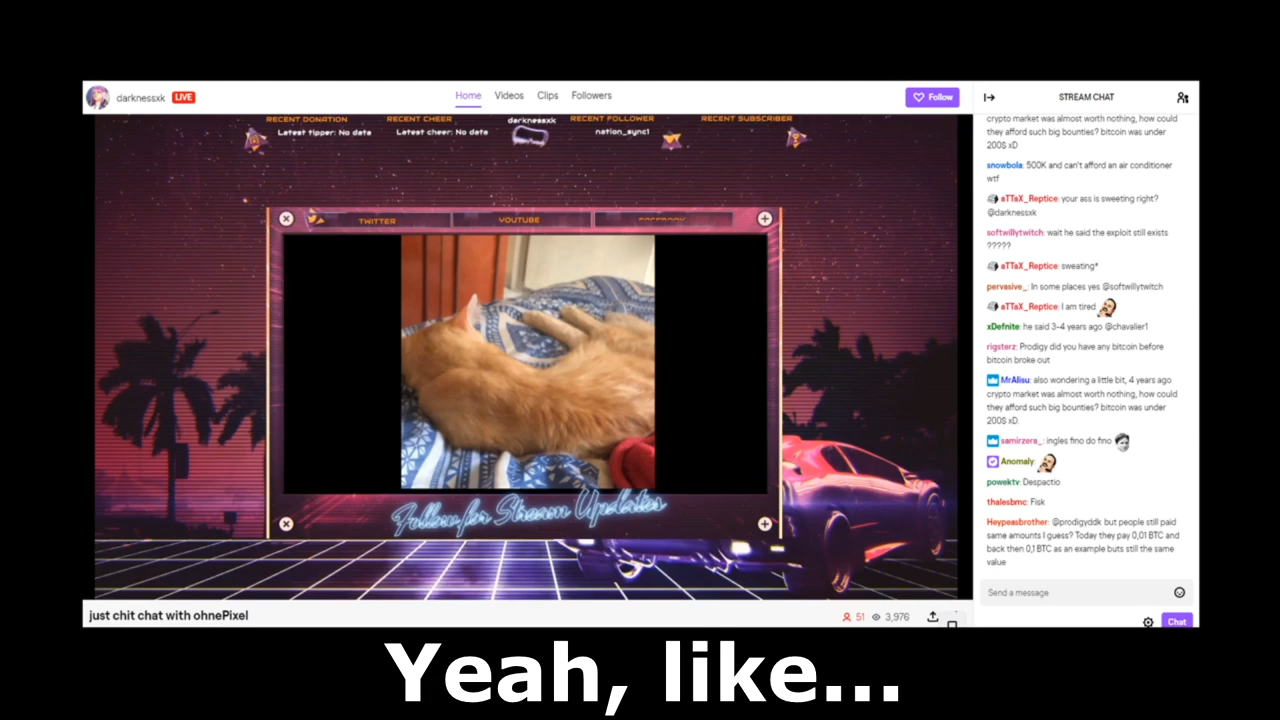 darknessxk LIVE
Home Videos Clips Followers
Follow
STREAM CHAT
RECENT DONATION
Latest tipper: No data
RECENT CHEER
Latest cheer: No data
darknessxk
RECENT FOLLOWER
nation_sync1
RECENT SUBSCRIBER
TWITTER
YOUTUBE
FACEBOOK
Follow for Stream Updates
just chit chat with ohnePixel
51 3,976
crypto market was almost worth nothing, how could
they afford such big bounties? bitcoin was under
200$ xD
snowbola: 500K and can't afford an air conditioner
wtf
aTTaX_Reptice: your ass is sweeting right?
@darknessxk
softwillytwitch: wait he said the exploit still exists
?????
aTTaX_Reptice: sweating*
pervasive_: In some places yes @softwillytwitch
aTTaX_Reptice: I am tired
xDefnite: he said 3-4 years ago @chavalier1
rigsterz: Prodigy did you have any bitcoin before
bitcoin broke out
MrAlisu: also wondering a little bit, 4 years ago
crypto market was almost worth nothing, how could
they afford such big bounties? bitcoin was under
200$ xD.
samirzera_: ingles fino do fino
Anomaly:
powektv: Despactio
thalesbmc: Fisk
Heypeasbrother: @prodigyddk but people still paid
same amounts I guess? Today they pay 0,01 BTC and
back then 0,1 BTC as an example buts still the same
value
Send a message
Chat
Yeah, like...